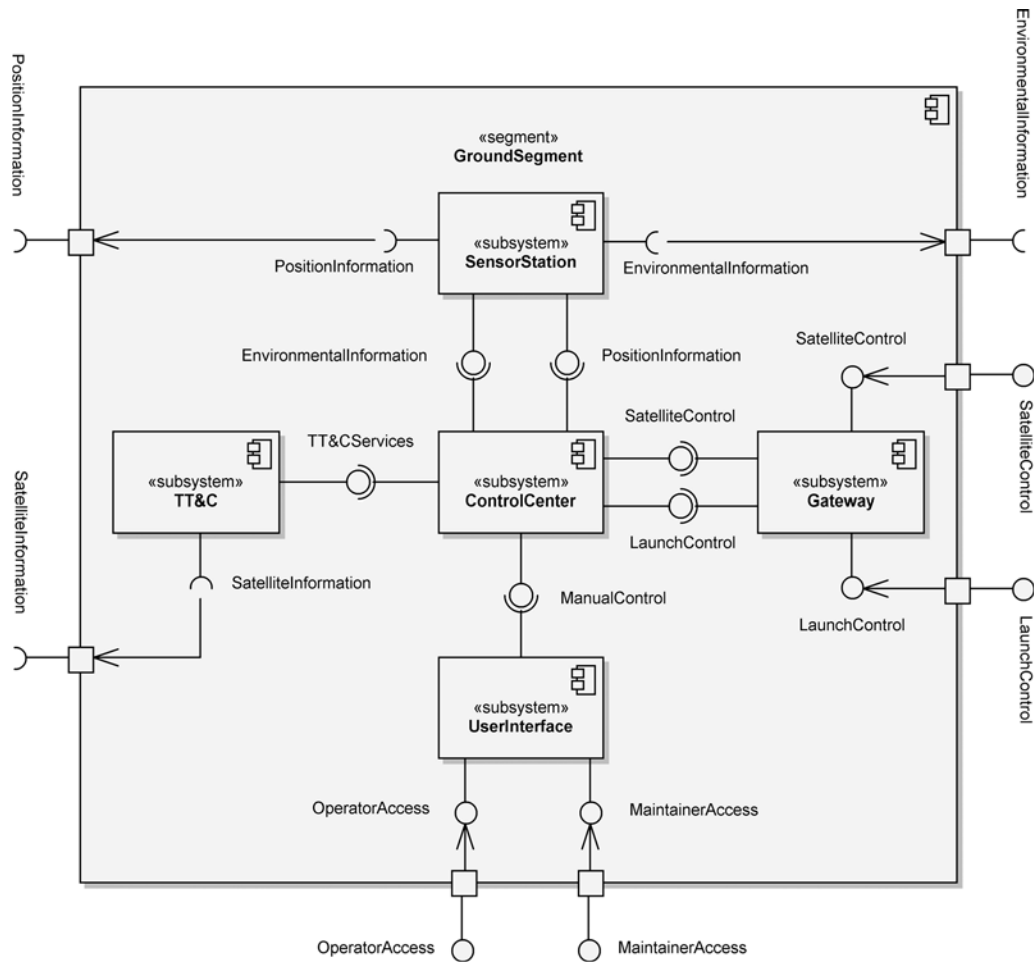 PositionInformation
EnvironmentalInformation
«segment»
GroundSegment
«subsystem»
SensorStation
PositionInformation
EnvironmentalInformation
EnvironmentalInformation
PositionInformation
SatelliteControl
SatelliteControl
SatelliteControl
TT&CServices
«subsystem»
TT&C
«subsystem»
ControlCenter
«subsystem»
Gateway
SatelliteInformation
LaunchControl
SatelliteInformation
ManualControl
LaunchControl
LaunchControl
«subsystem»
UserInterface
OperatorAccess
MaintainerAccess
OperatorAccess
MaintainerAccess